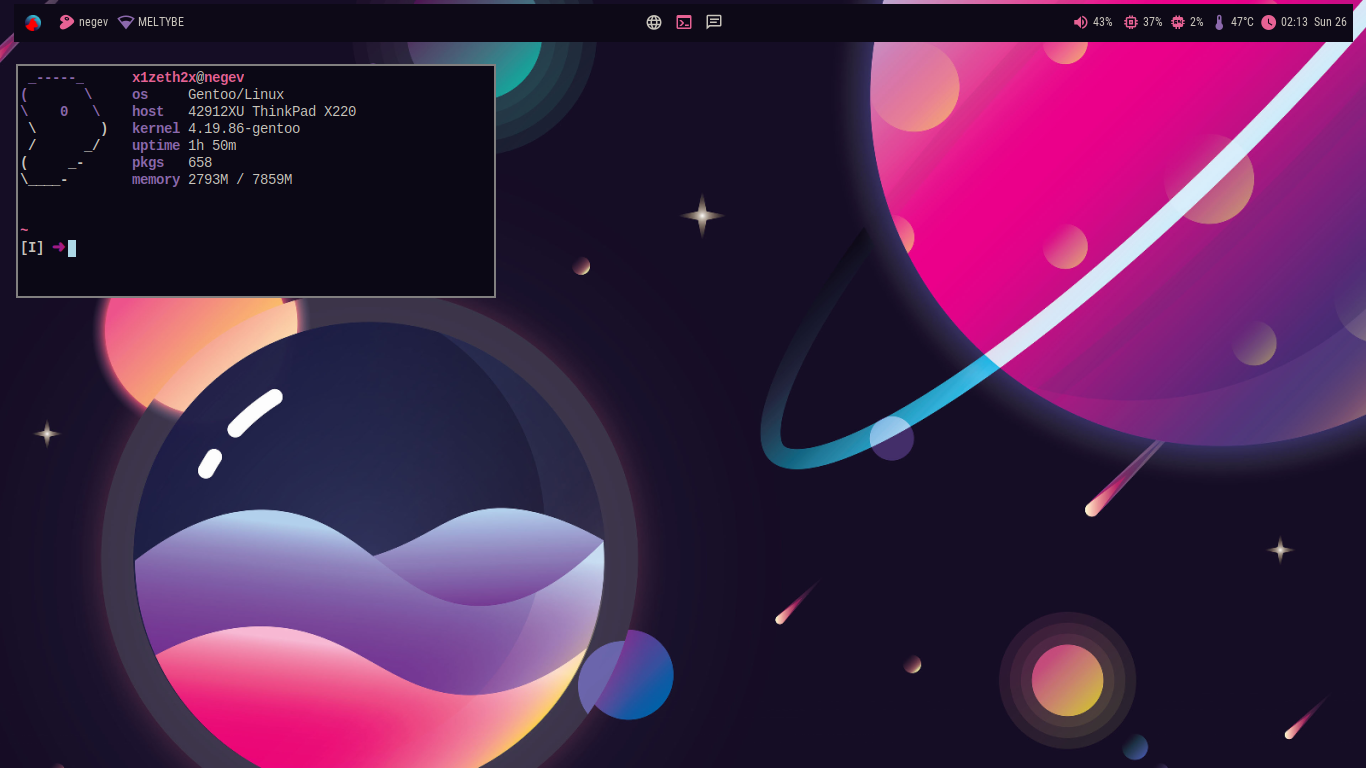 negev MELTYBE 43% 37% 2% 47°C 02:13 Sun 26
 _-----_      x1zeth2x@negev
(       \     os     Gentoo/Linux
\    0   \    host   42912XU ThinkPad X220
 \        )   kernel 4.19.86-gentoo
 /      _/    uptime 1h 50m
(     _-      pkgs   658
\____-        memory 2793M / 7859M
~
[I] ➜